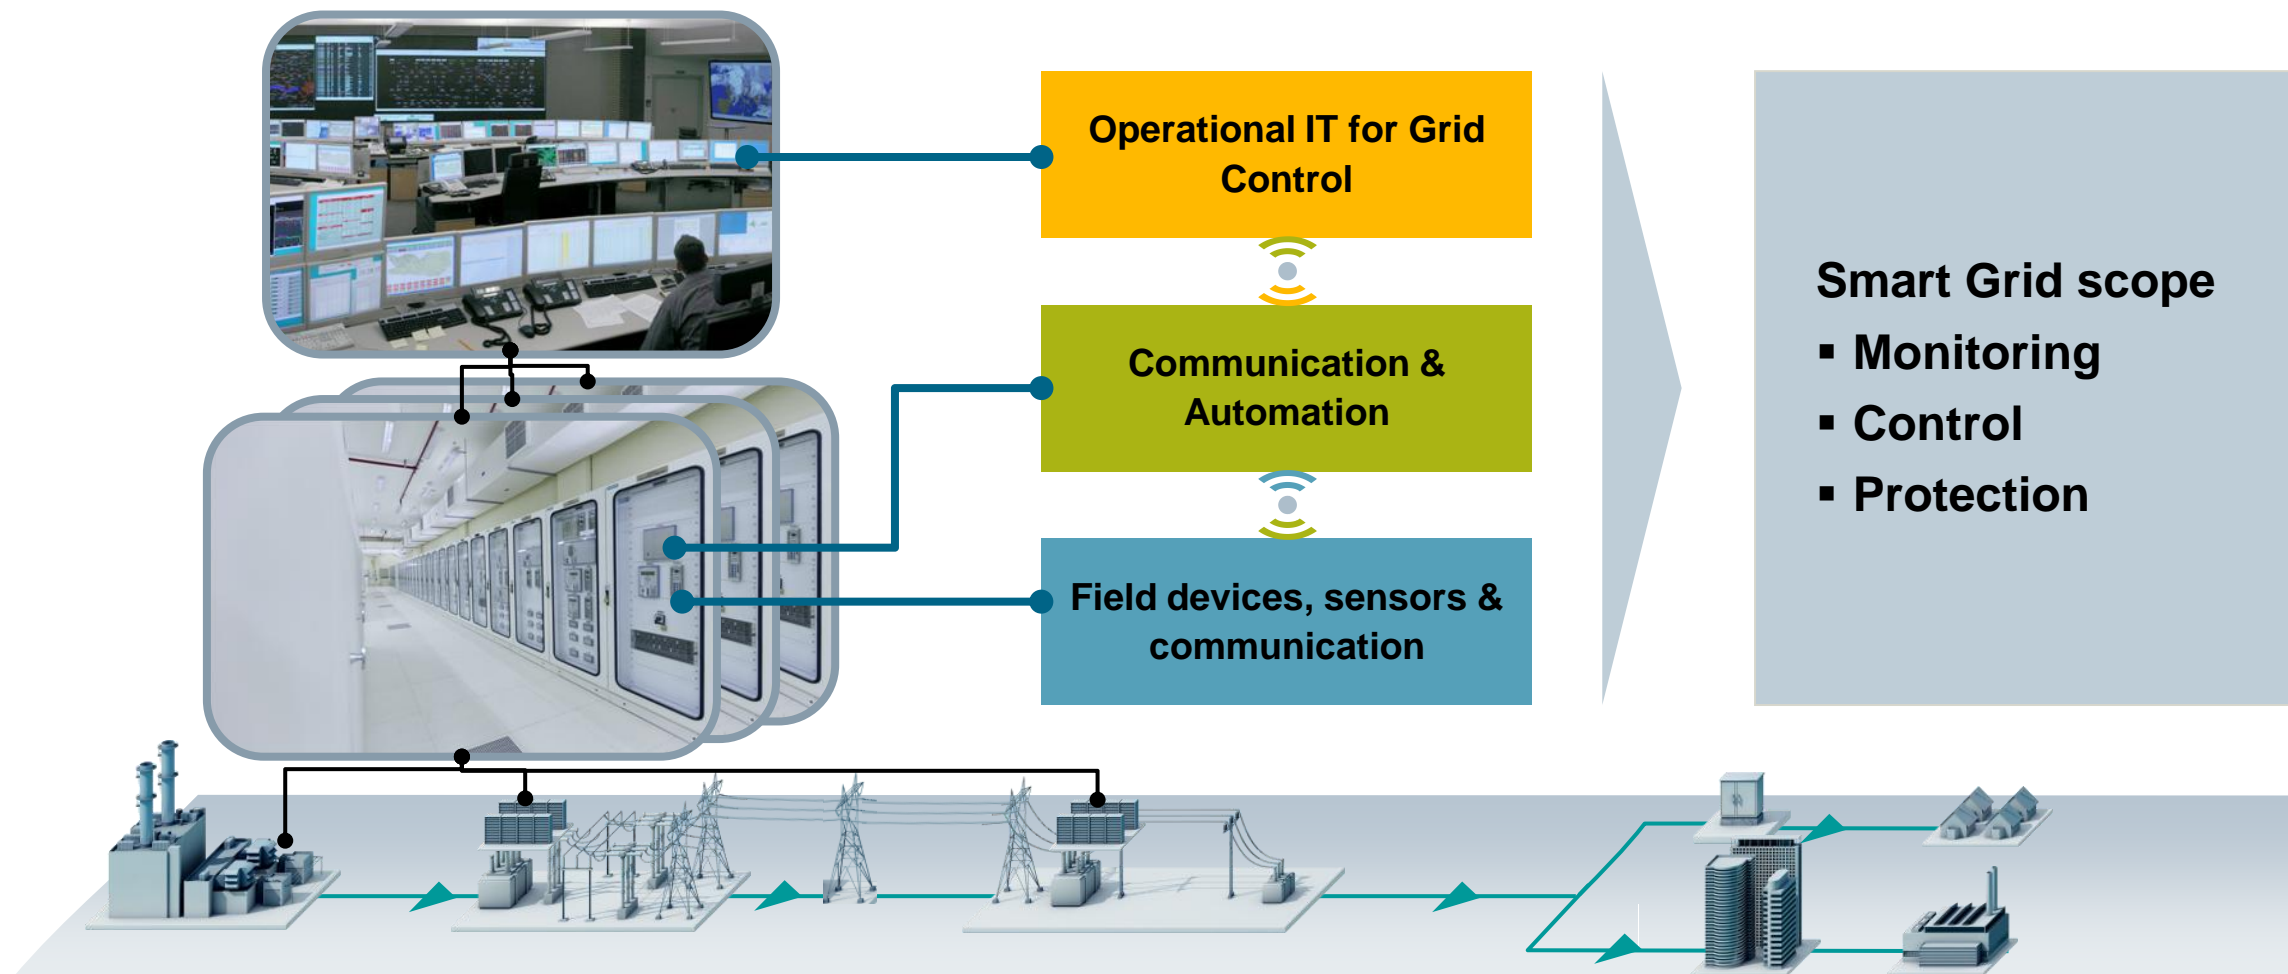 Operational IT for Grid
Control
Communication &
Automation
Field devices, sensors &
communication
Smart Grid scope
▪ Monitoring
▪ Control
▪ Protection